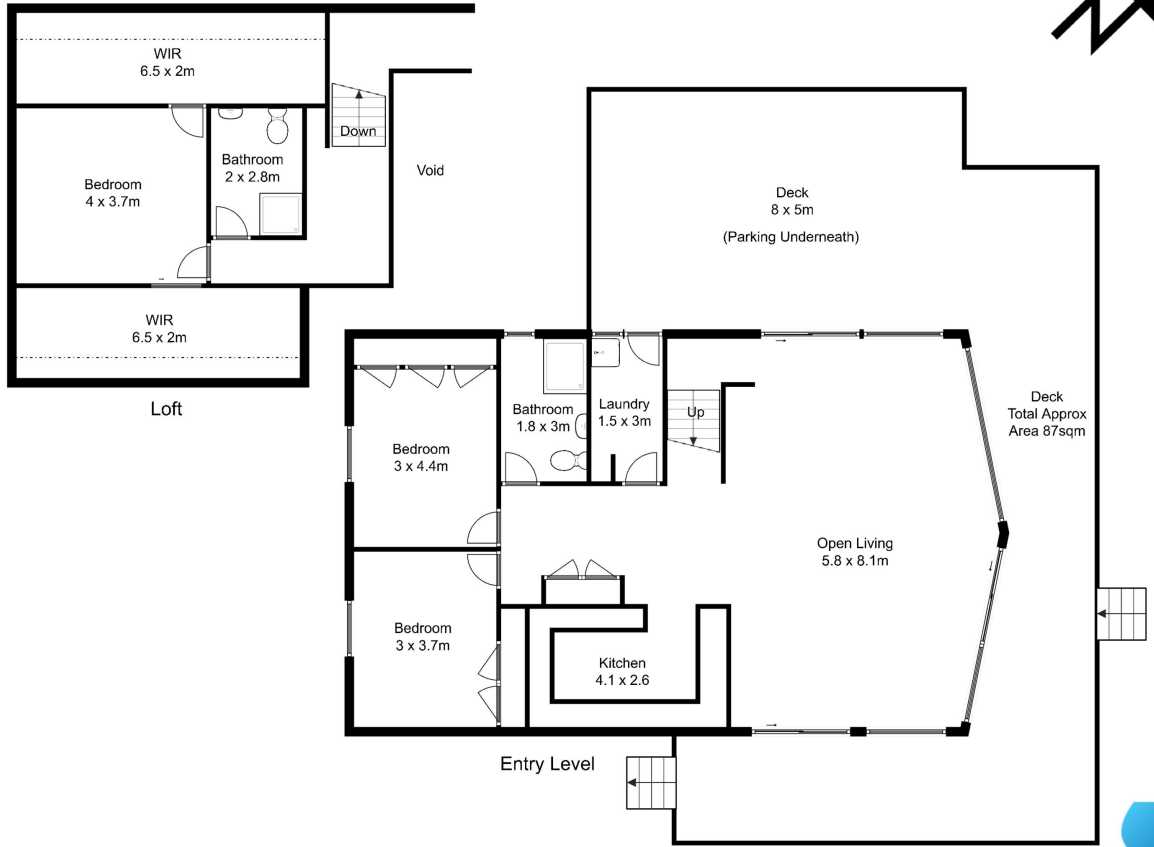 WIR
6.5 x 2m
Down
Bathroom
2 x 2.8m
Bedroom
4 x 3.7m
Void
WIR
6.5 x 2m
Loft
Deck
8 x 5m
(Parking Underneath)
Deck
Total Approx
Area 87sqm
Bathroom
1.8 x 3m
Laundry
1.5 x 3m
Up
Bedroom
3 x 4.4m
Open Living
5.8 x 8.1m
Bedroom
3 x 3.7m
Kitchen
4.1 x 2.6
Entry Level